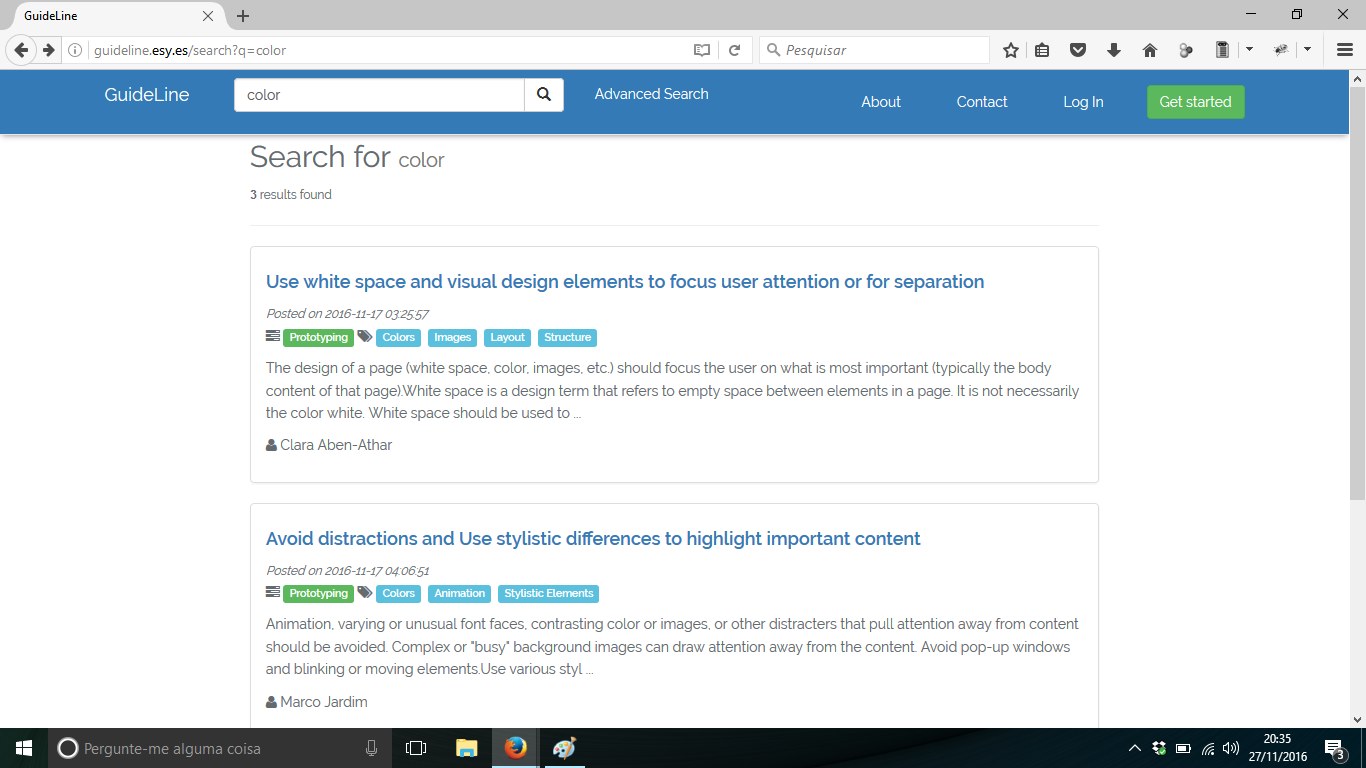 GuideLine
guideline.esy.es/search?q=color
Pesquisar
GuideLine
color
Advanced Search
About
Contact
Log In
Get started
Search for color
3 results found
Use white space and visual design elements to focus user attention or for separation
Posted on 2016-11-17 03:25:57
Prototyping Colors Images Layout Structure
The design of a page (white space, color, images, etc.) should focus the user on what is most important (typically the body
content of that page).White space is a design term that refers to empty space between elements in a page. It is not necessarily
the color white. White space should be used to ...
Clara Aben-Athar
Avoid distractions and Use stylistic differences to highlight important content
Posted on 2016-11-17 04:06:51
Prototyping Colors Animation Stylistic Elements
Animation, varying or unusual font faces, contrasting color or images, or other distracters that pull attention away from content
should be avoided. Complex or "busy" background images can draw attention away from the content. Avoid pop-up windows
and blinking or moving elements.Use various styl ...
Marco Jardim
Pergunte-me alguma coisa
20:35
27/11/2016
3